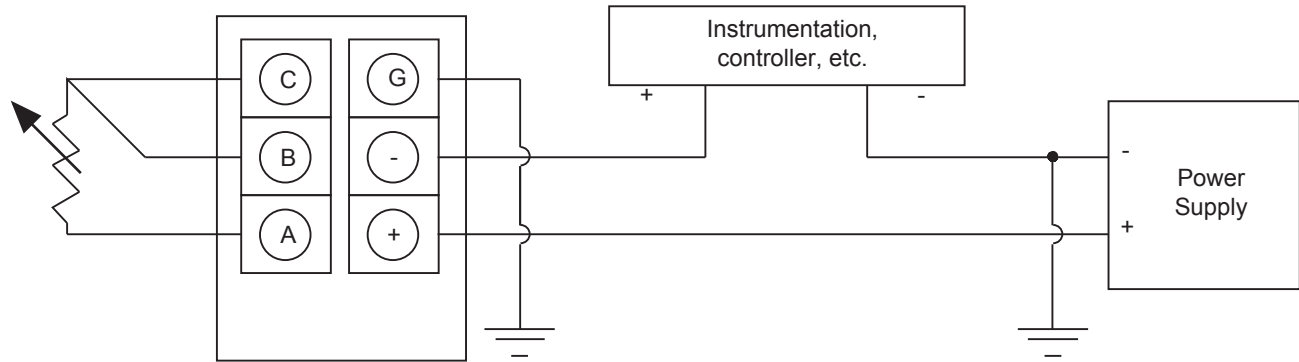 Instrumentation,
controller, etc.
+ -
C G
B -
A +
-
Power
Supply
+